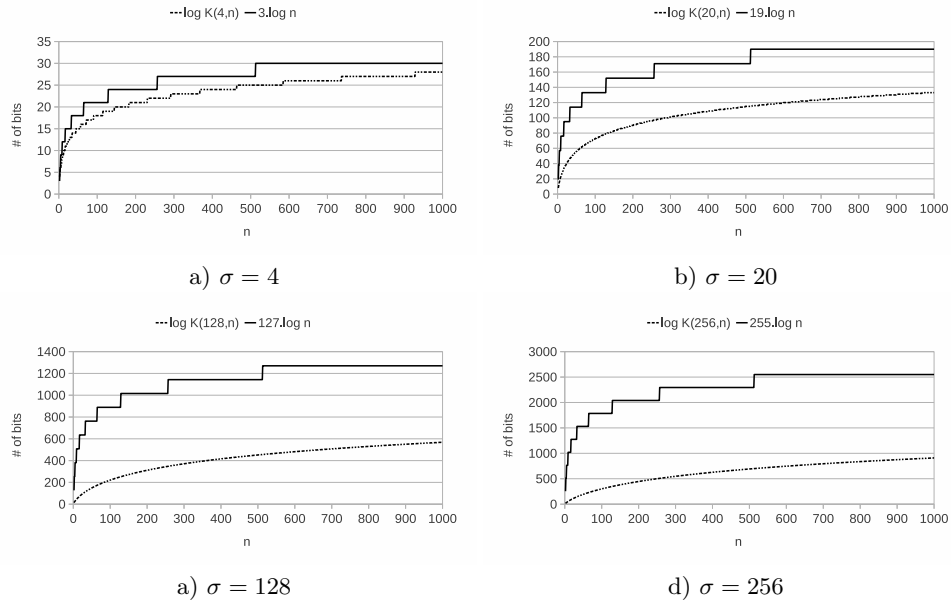 log K(4,n) 3.log n
35
30
25
20
15
10
5
0
# of bits
0 100 200 300 400 500 600 700 800 900 1000
n
a) σ = 4
log K(20,n) 19.log n
200
180
160
140
120
100
80
60
40
20
0
# of bits
0 100 200 300 400 500 600 700 800 900 1000
n
b) σ = 20
log K(128,n) 127.log n
1400
1200
1000
800
600
400
200
0
# of bits
0 100 200 300 400 500 600 700 800 900 1000
n
a) σ = 128
log K(256,n) 255.log n
3000
2500
2000
1500
1000
500
0
# of bits
0 100 200 300 400 500 600 700 800 900 1000
n
d) σ = 256